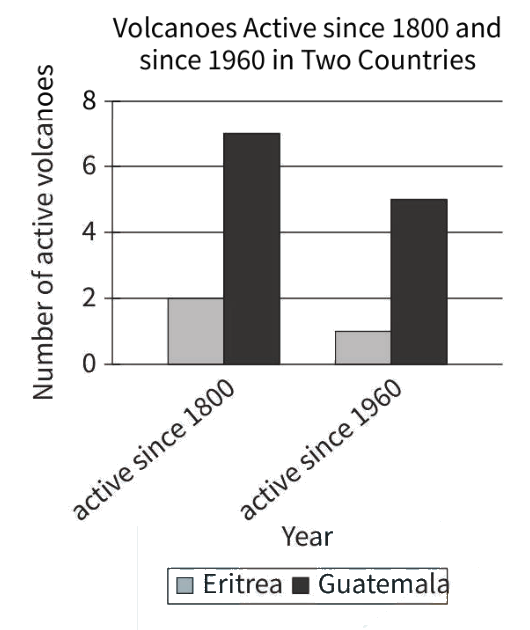 Volcanoes Active since 1800 and
since 1960 in Two Countries
Number of active volcanoes
8
6
4
2
0
active since 1800
active since 1960
Year
Eritrea Guatemala